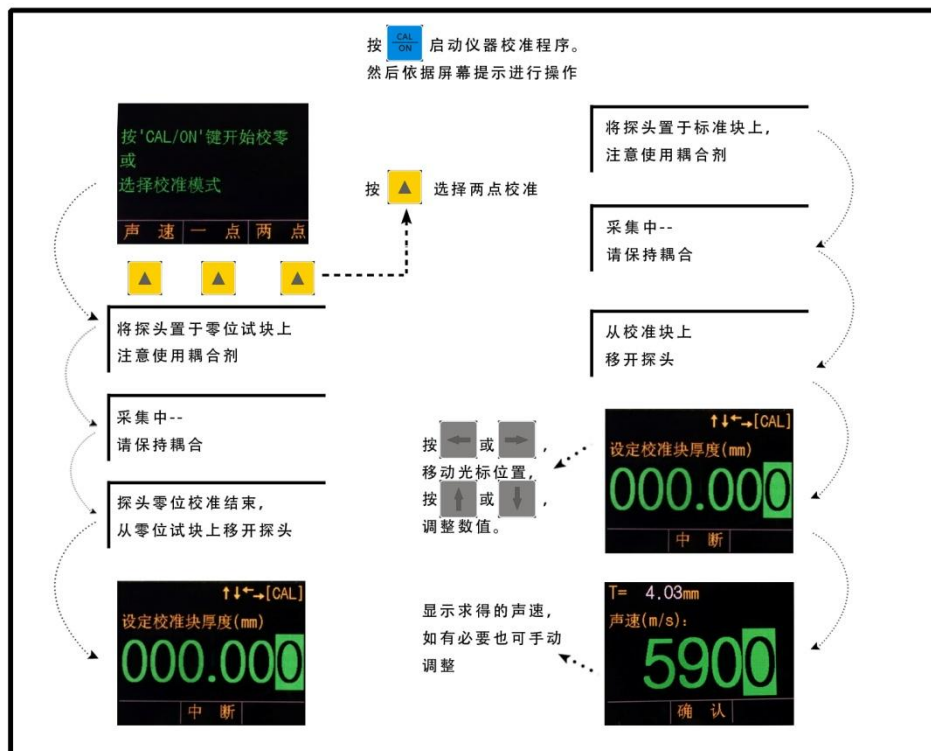 按 CAL ON 启动仪器校准程序。
然后依据屏幕提示进行操作
按'CAL/ON'键开始校零
或
选择校准模式
声 速 一 点 两 点
按 ▲ 选择两点校准
▲ ▲ ▲
将探头置于零位试块上
注意使用耦合剂
采集中--
请保持耦合
探头零位校准结束,
从零位试块上移开探头
↑↓←→[CAL]
设定校准块厚度(mm)
000.000
中 断
将探头置于标准块上,
注意使用耦合剂
采集中--
请保持耦合
从校准块上
移开探头
↑↓←→[CAL]
设定校准块厚度(mm)
000.000
中 断
按 ← 或 → ,
移动光标位置,
按 ↑ 或 ↓ ,
调整数值。
T= 4.03mm
声速(m/s):
5900
确 认
显示求得的声速,
如有必要也可手动
调整